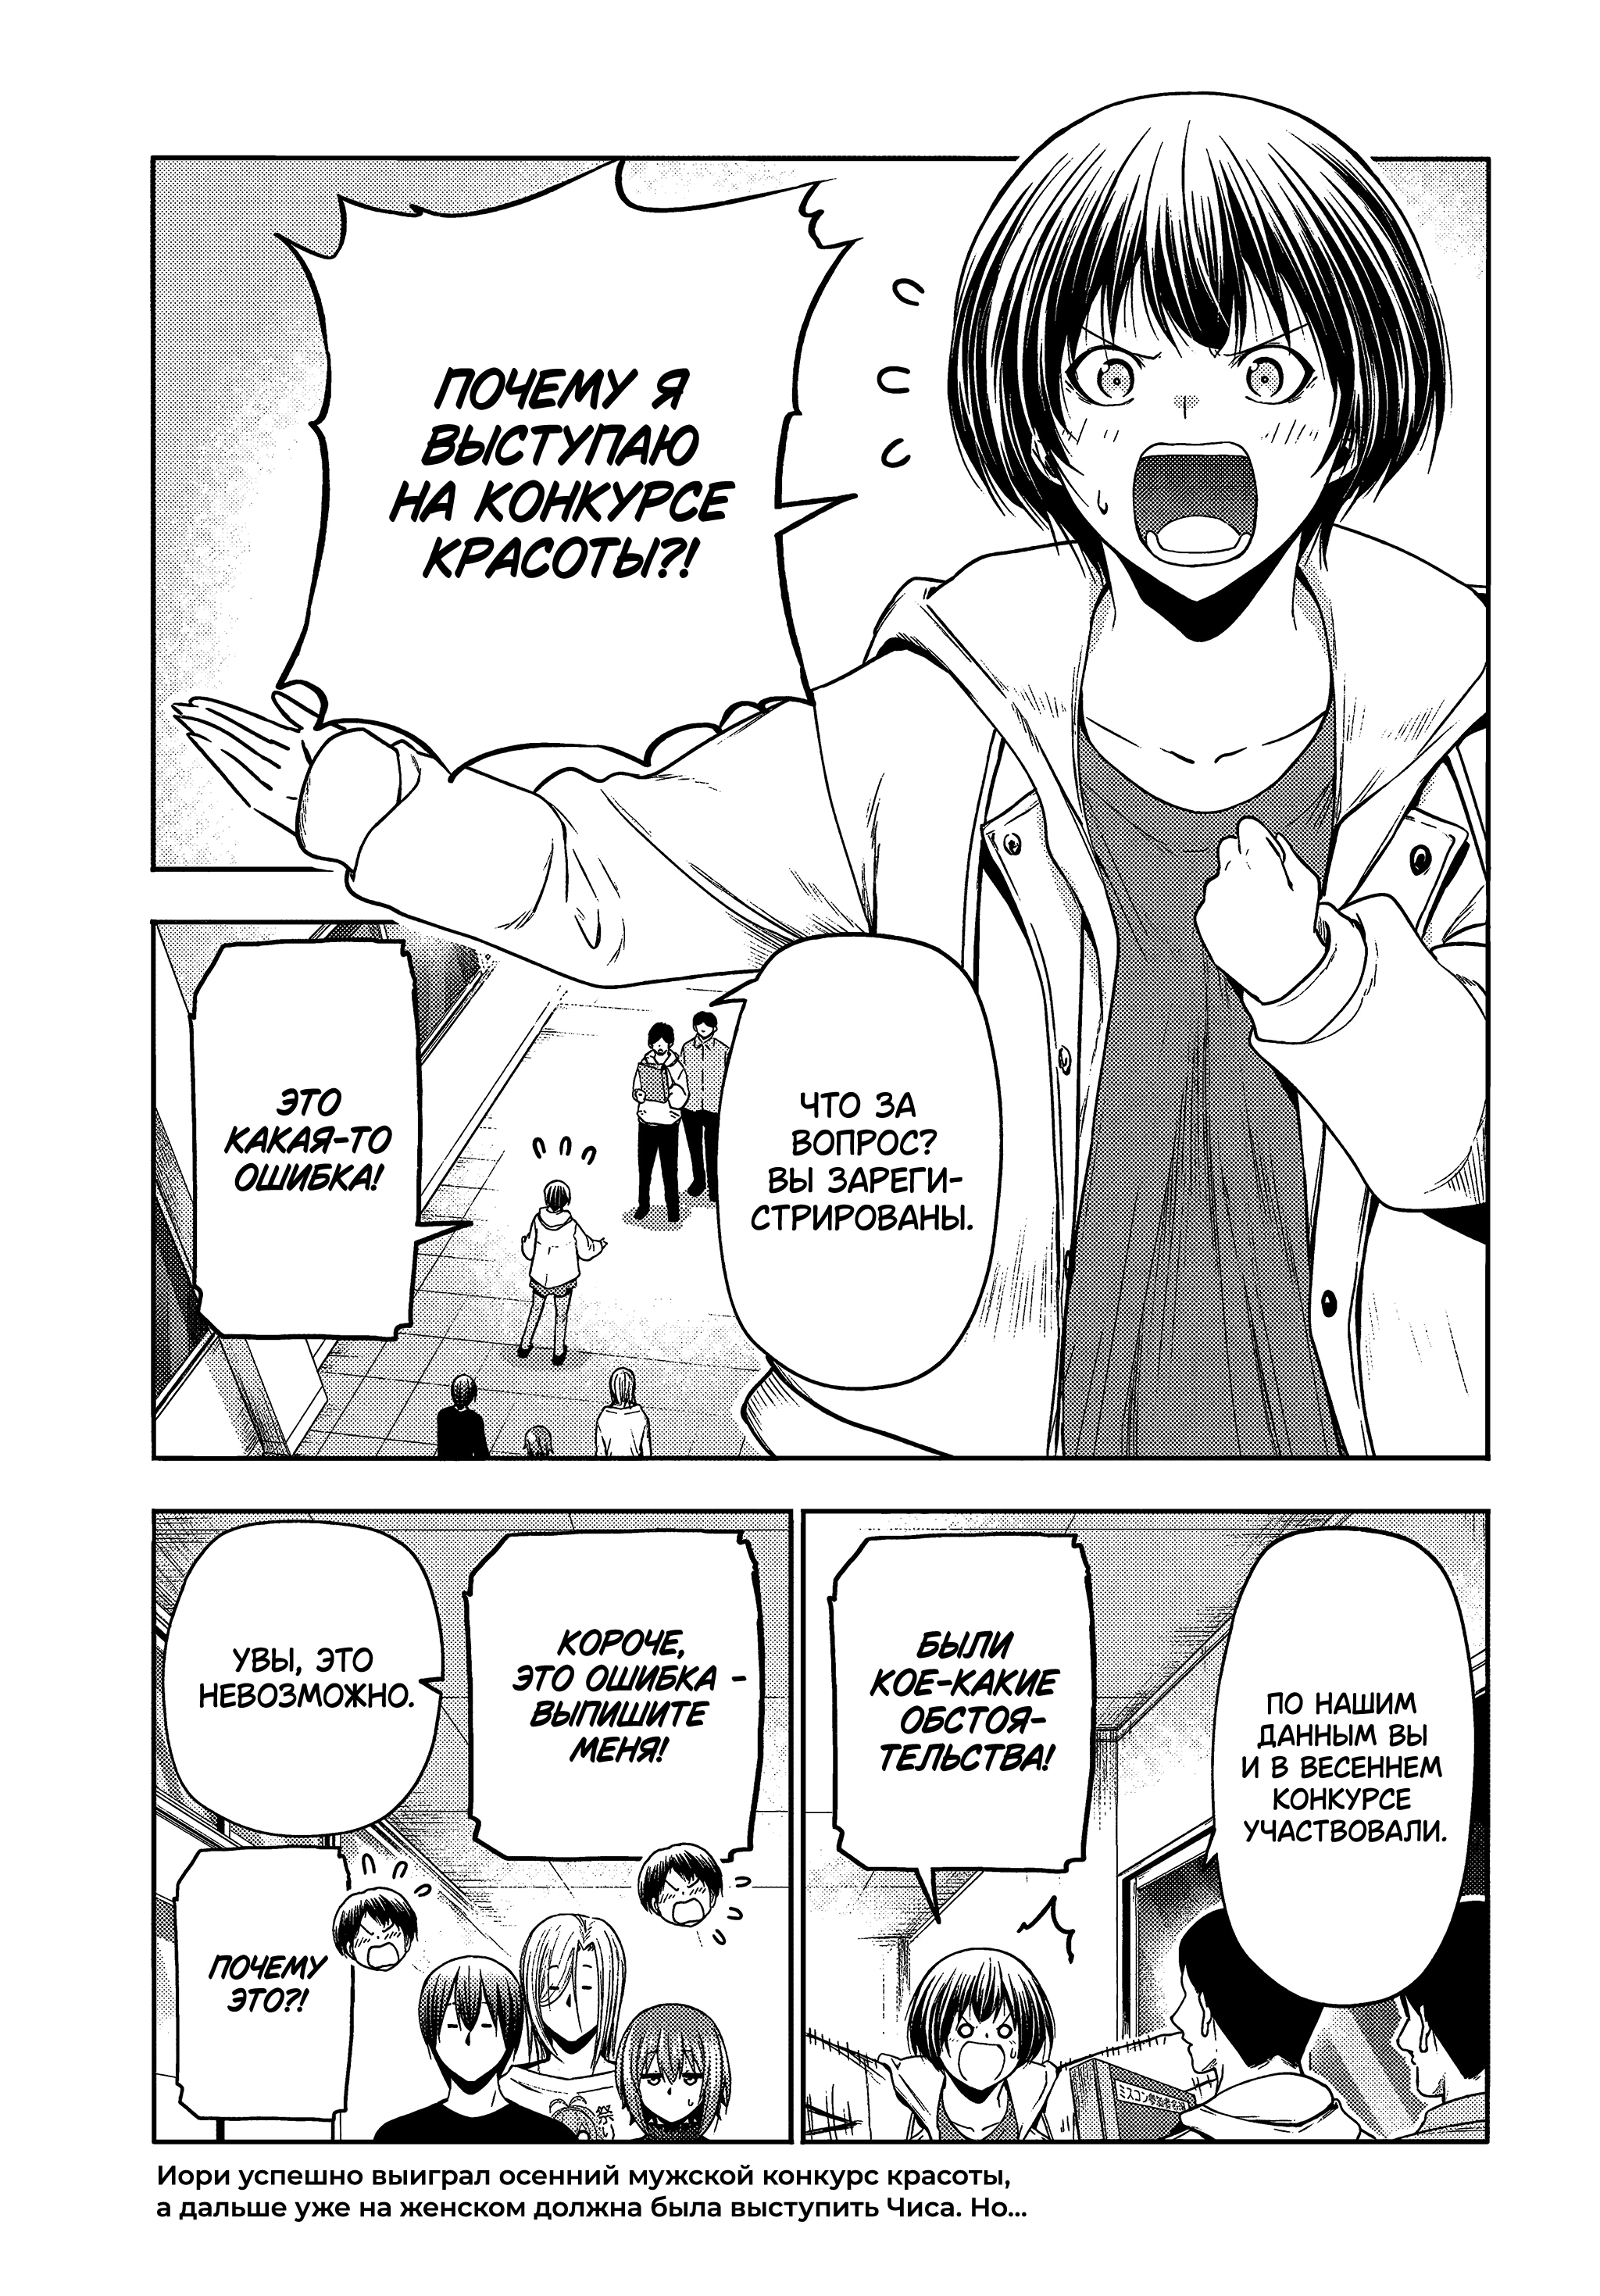 ПОЧЕМУ Я
ВЫСТУПАЮ
НА КОНКУРСЕ
КРАСОТЫ?!
ЧТО ЗА
ВОПРОС?
ВЫ ЗАРЕГИ-
СТРИРОВАНЫ.
ЭТО
КАКАЯ-ТО
ОШИБКА!
ПО НАШИМ
ДАННЫМ ВЫ
И В ВЕСЕННЕМ
КОНКУРСЕ
УЧАСТВОВАЛИ.
БЫЛИ
КОЕ-КАКИЕ
ОБСТОЯ-
ТЕЛЬСТВА!
КОРОЧЕ,
ЭТО ОШИБКА -
ВЫПИШИТЕ
МЕНЯ!
УВЫ, ЭТО
НЕВОЗМОЖНО.
ПОЧЕМУ
ЭТО?!
祭
Иори успешно выиграл осенний мужской конкурс красоты,
а дальше уже на женском должна была выступить Чиса. Но...